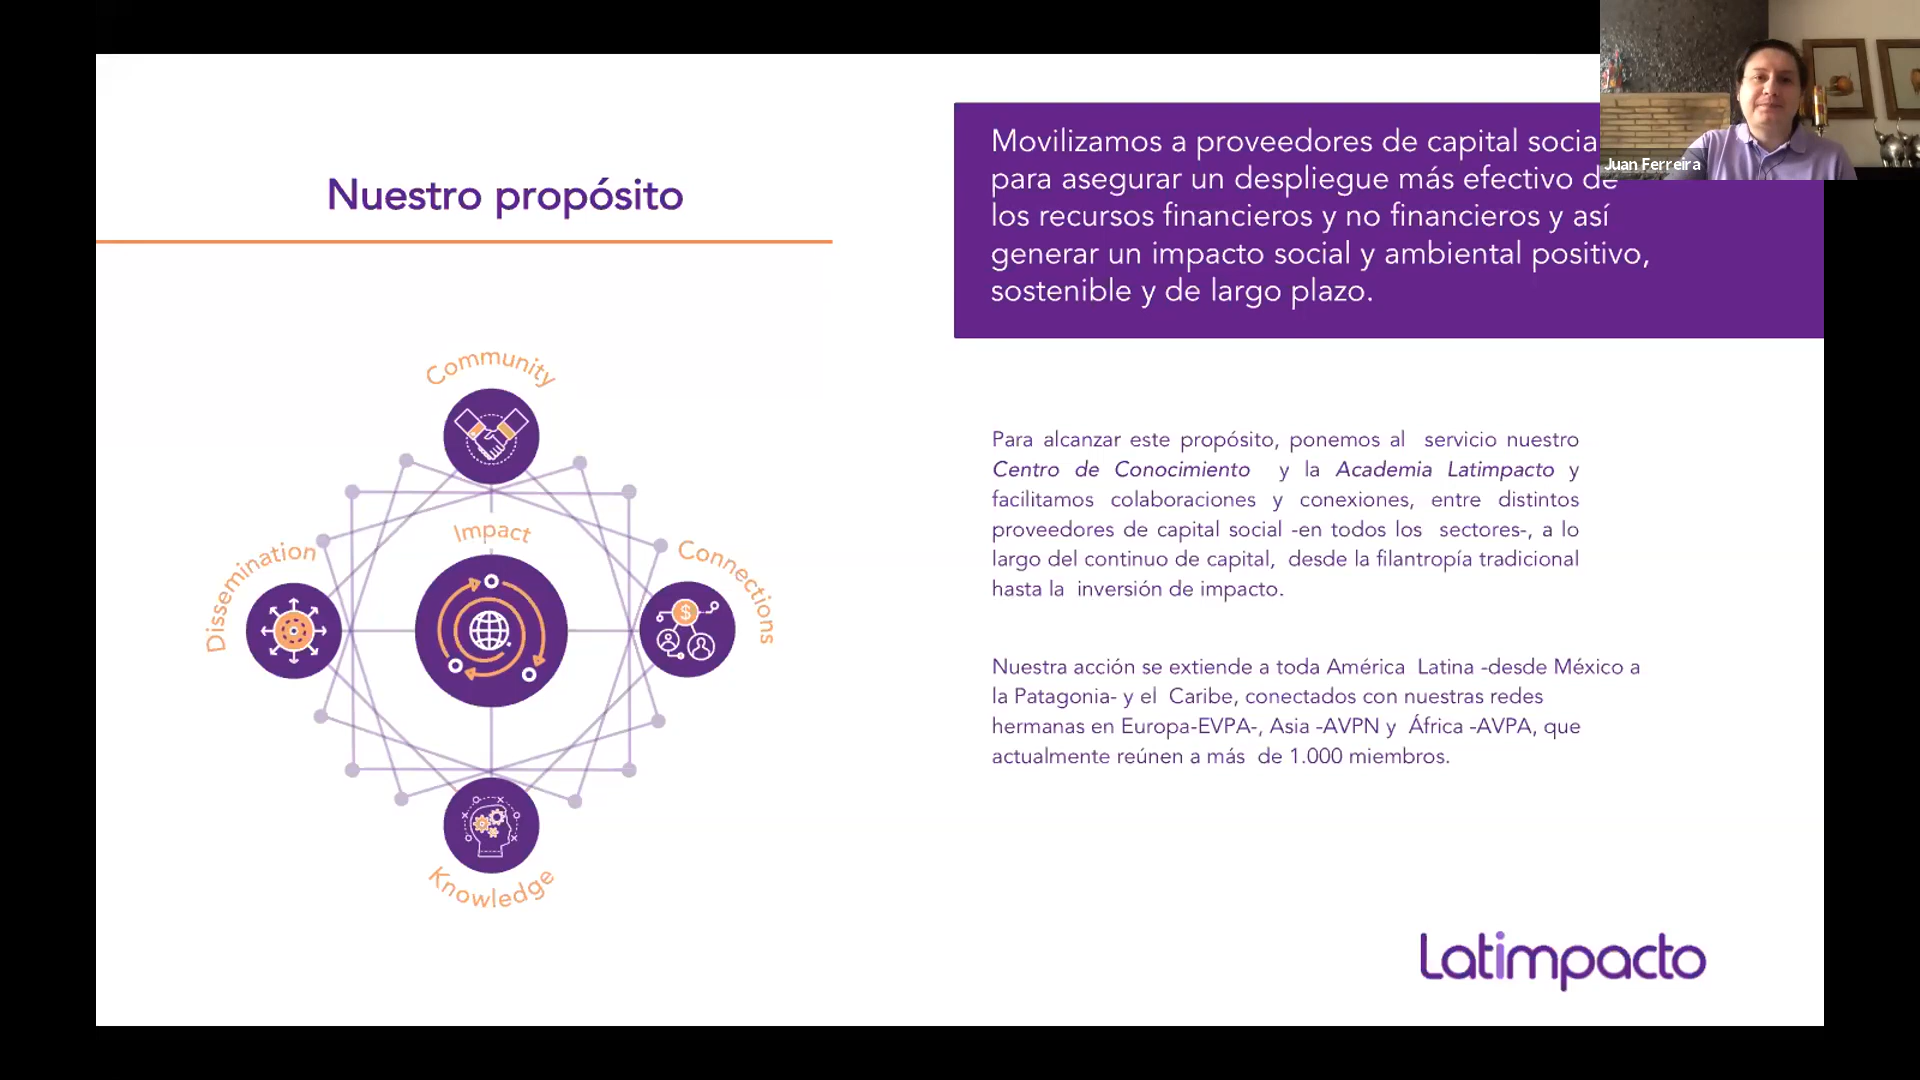 Nuestro propósito
Movilizamos a proveedores de capital socia
para asegurar un despliegue más efectivo de
los recursos financieros y no financieros y así
generar un impacto social y ambiental positivo,
sostenible y de largo plazo.
Juan Ferreira
Community
Impact
Dissemination
Connections
Knowledge
Para alcanzar este propósito, ponemos al servicio nuestro
Centro de Conocimiento y la Academia Latimpacto y
facilitamos colaboraciones y conexiones, entre distintos
proveedores de capital social -en todos los sectores-, a lo
largo del continuo de capital, desde la filantropía tradicional
hasta la inversión de impacto.
Nuestra acción se extiende a toda América Latina -desde México a
la Patagonia- y el Caribe, conectados con nuestras redes
hermanas en Europa-EVPA-, Asia -AVPN y África -AVPA, que
actualmente reúnen a más de 1.000 miembros.
Latimpacto